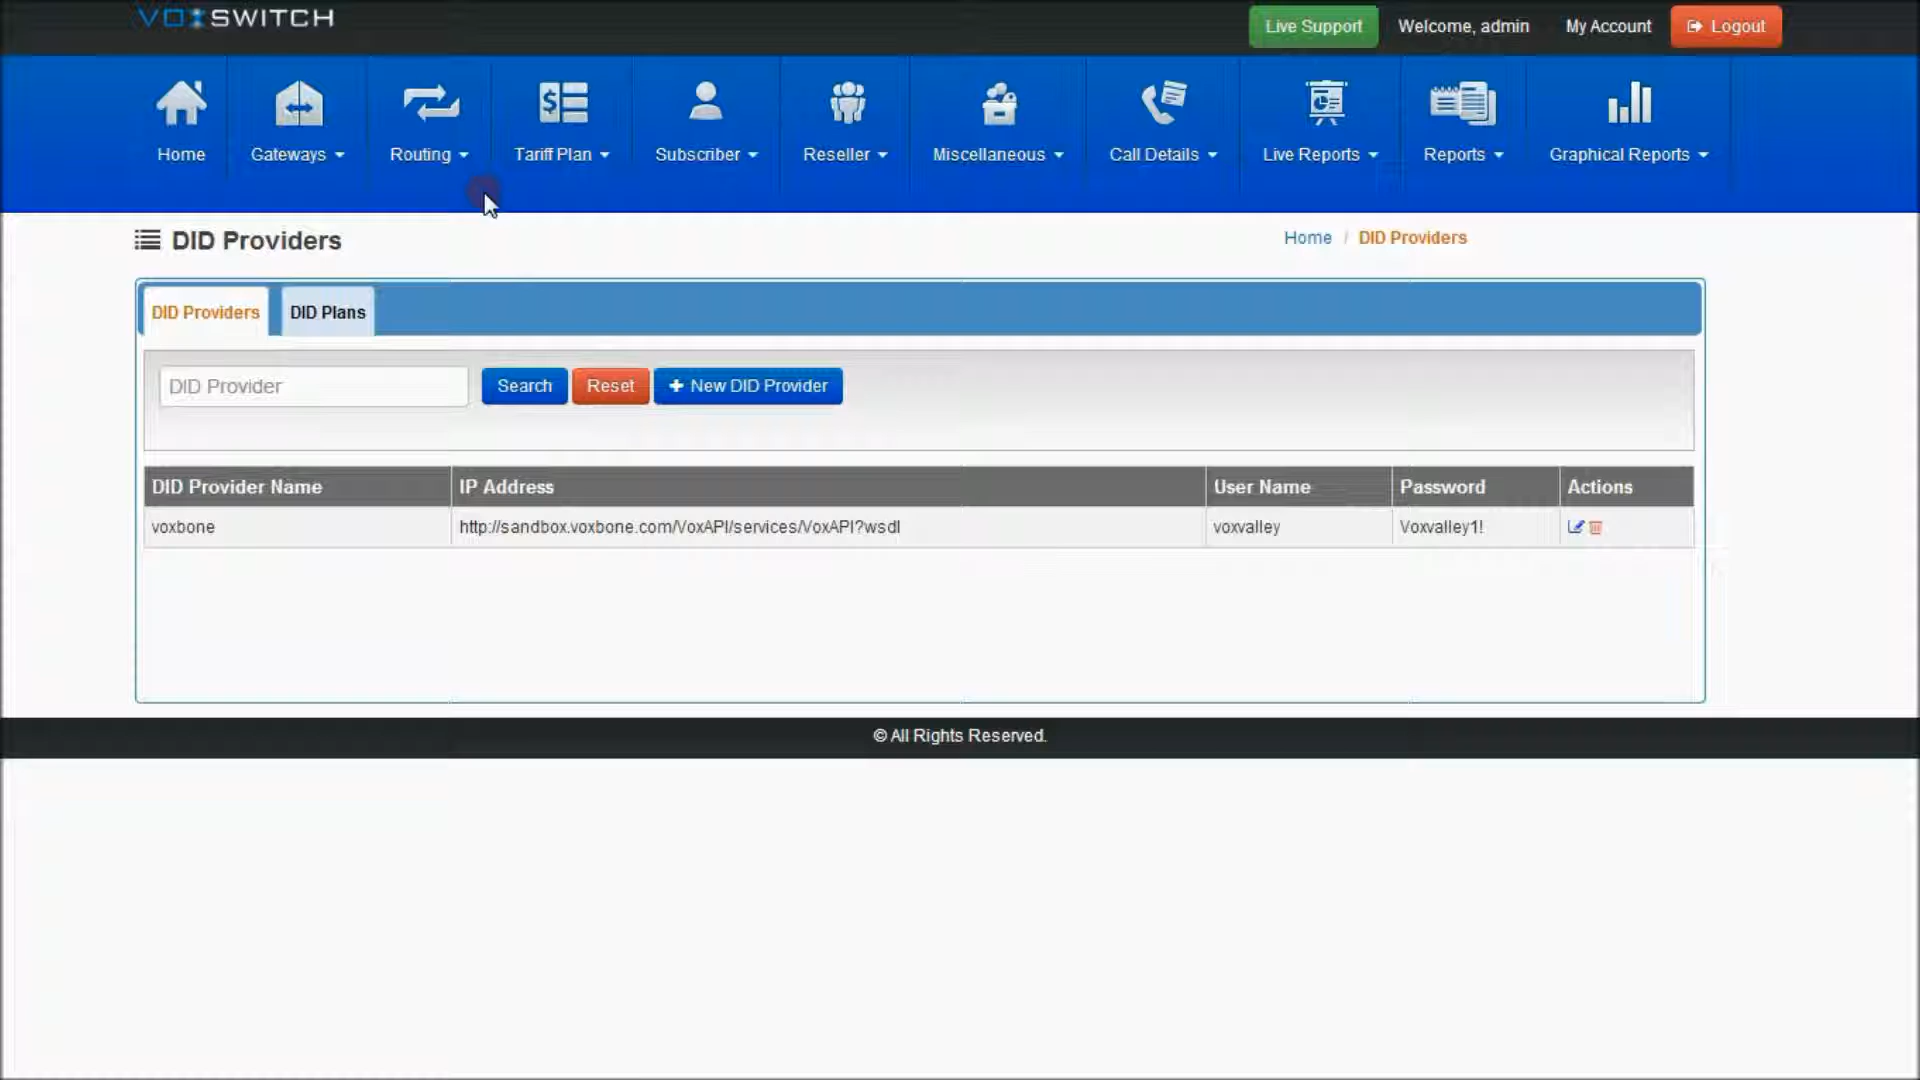 VOXSWITCH
Live Support
Welcome, admin
My Account
Logout
Home
Gateways
Routing
Tariff Plan
Subscriber
Reseller
Miscellaneous
Call Details
Live Reports
Reports
Graphical Reports
DID Providers
Home / DID Providers
DID Providers
DID Plans
DID Provider
Search
Reset
New DID Provider
DID Provider Name
IP Address
User Name
Password
Actions
voxbone
http://sandbox.voxbone.com/VoxAPI/services/VoxAPI?wsdl
voxvalley
Voxvalley1!
© All Rights Reserved.